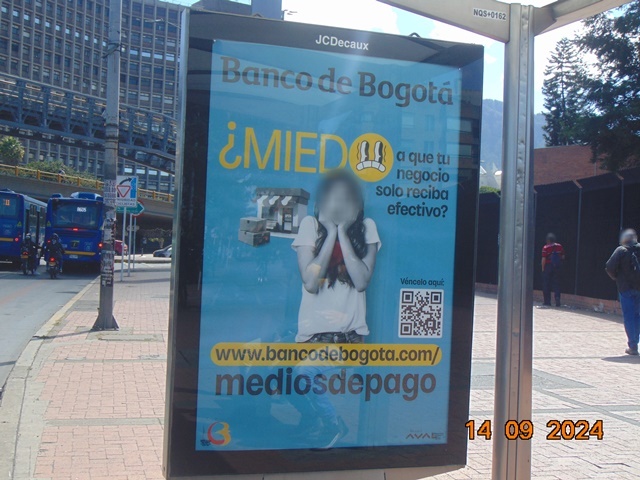 NQS+0162
JCDecaux
Banco de Bogotá
¿MIEDO
a que tu
negocio
solo reciba
efectivo?
Véncelo aquí:
www.bancodebogota.com/
mediosdepago
AVAL
14 09 2024